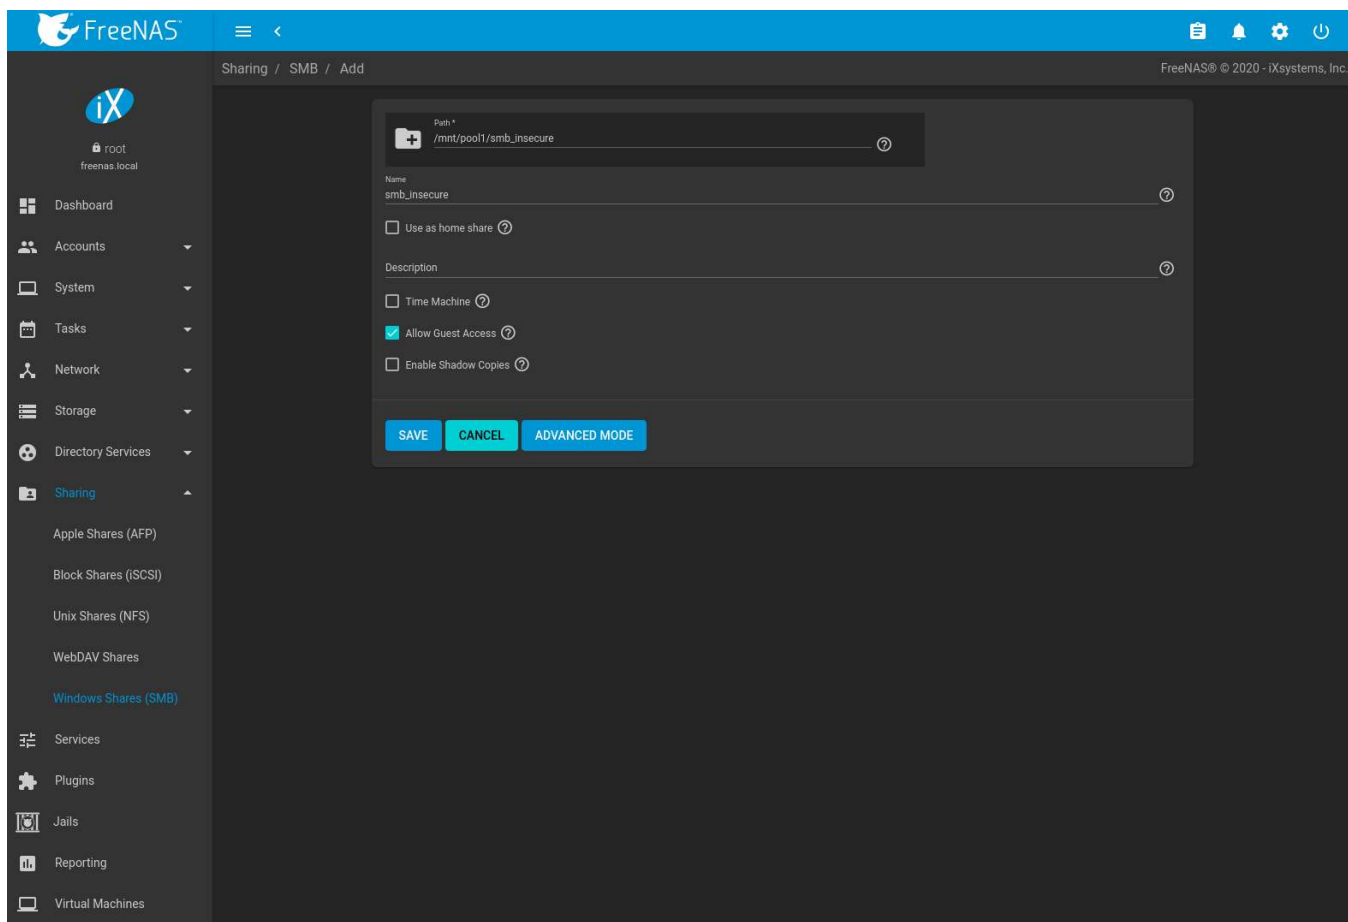 FreeNAS®
Sharing / SMB / Add
FreeNAS® © 2020 - iXsystems, Inc.
iX
root
freenas.local
Dashboard
Accounts
System
Tasks
Network
Storage
Directory Services
Sharing
Apple Shares (AFP)
Block Shares (iSCSI)
Unix Shares (NFS)
WebDAV Shares
Windows Shares (SMB)
Services
Plugins
Jails
Reporting
Virtual Machines
Path *
/mnt/pool1/smb_insecure
Name
smb_insecure
Use as home share
Description
Time Machine
Allow Guest Access
Enable Shadow Copies
SAVE CANCEL ADVANCED MODE